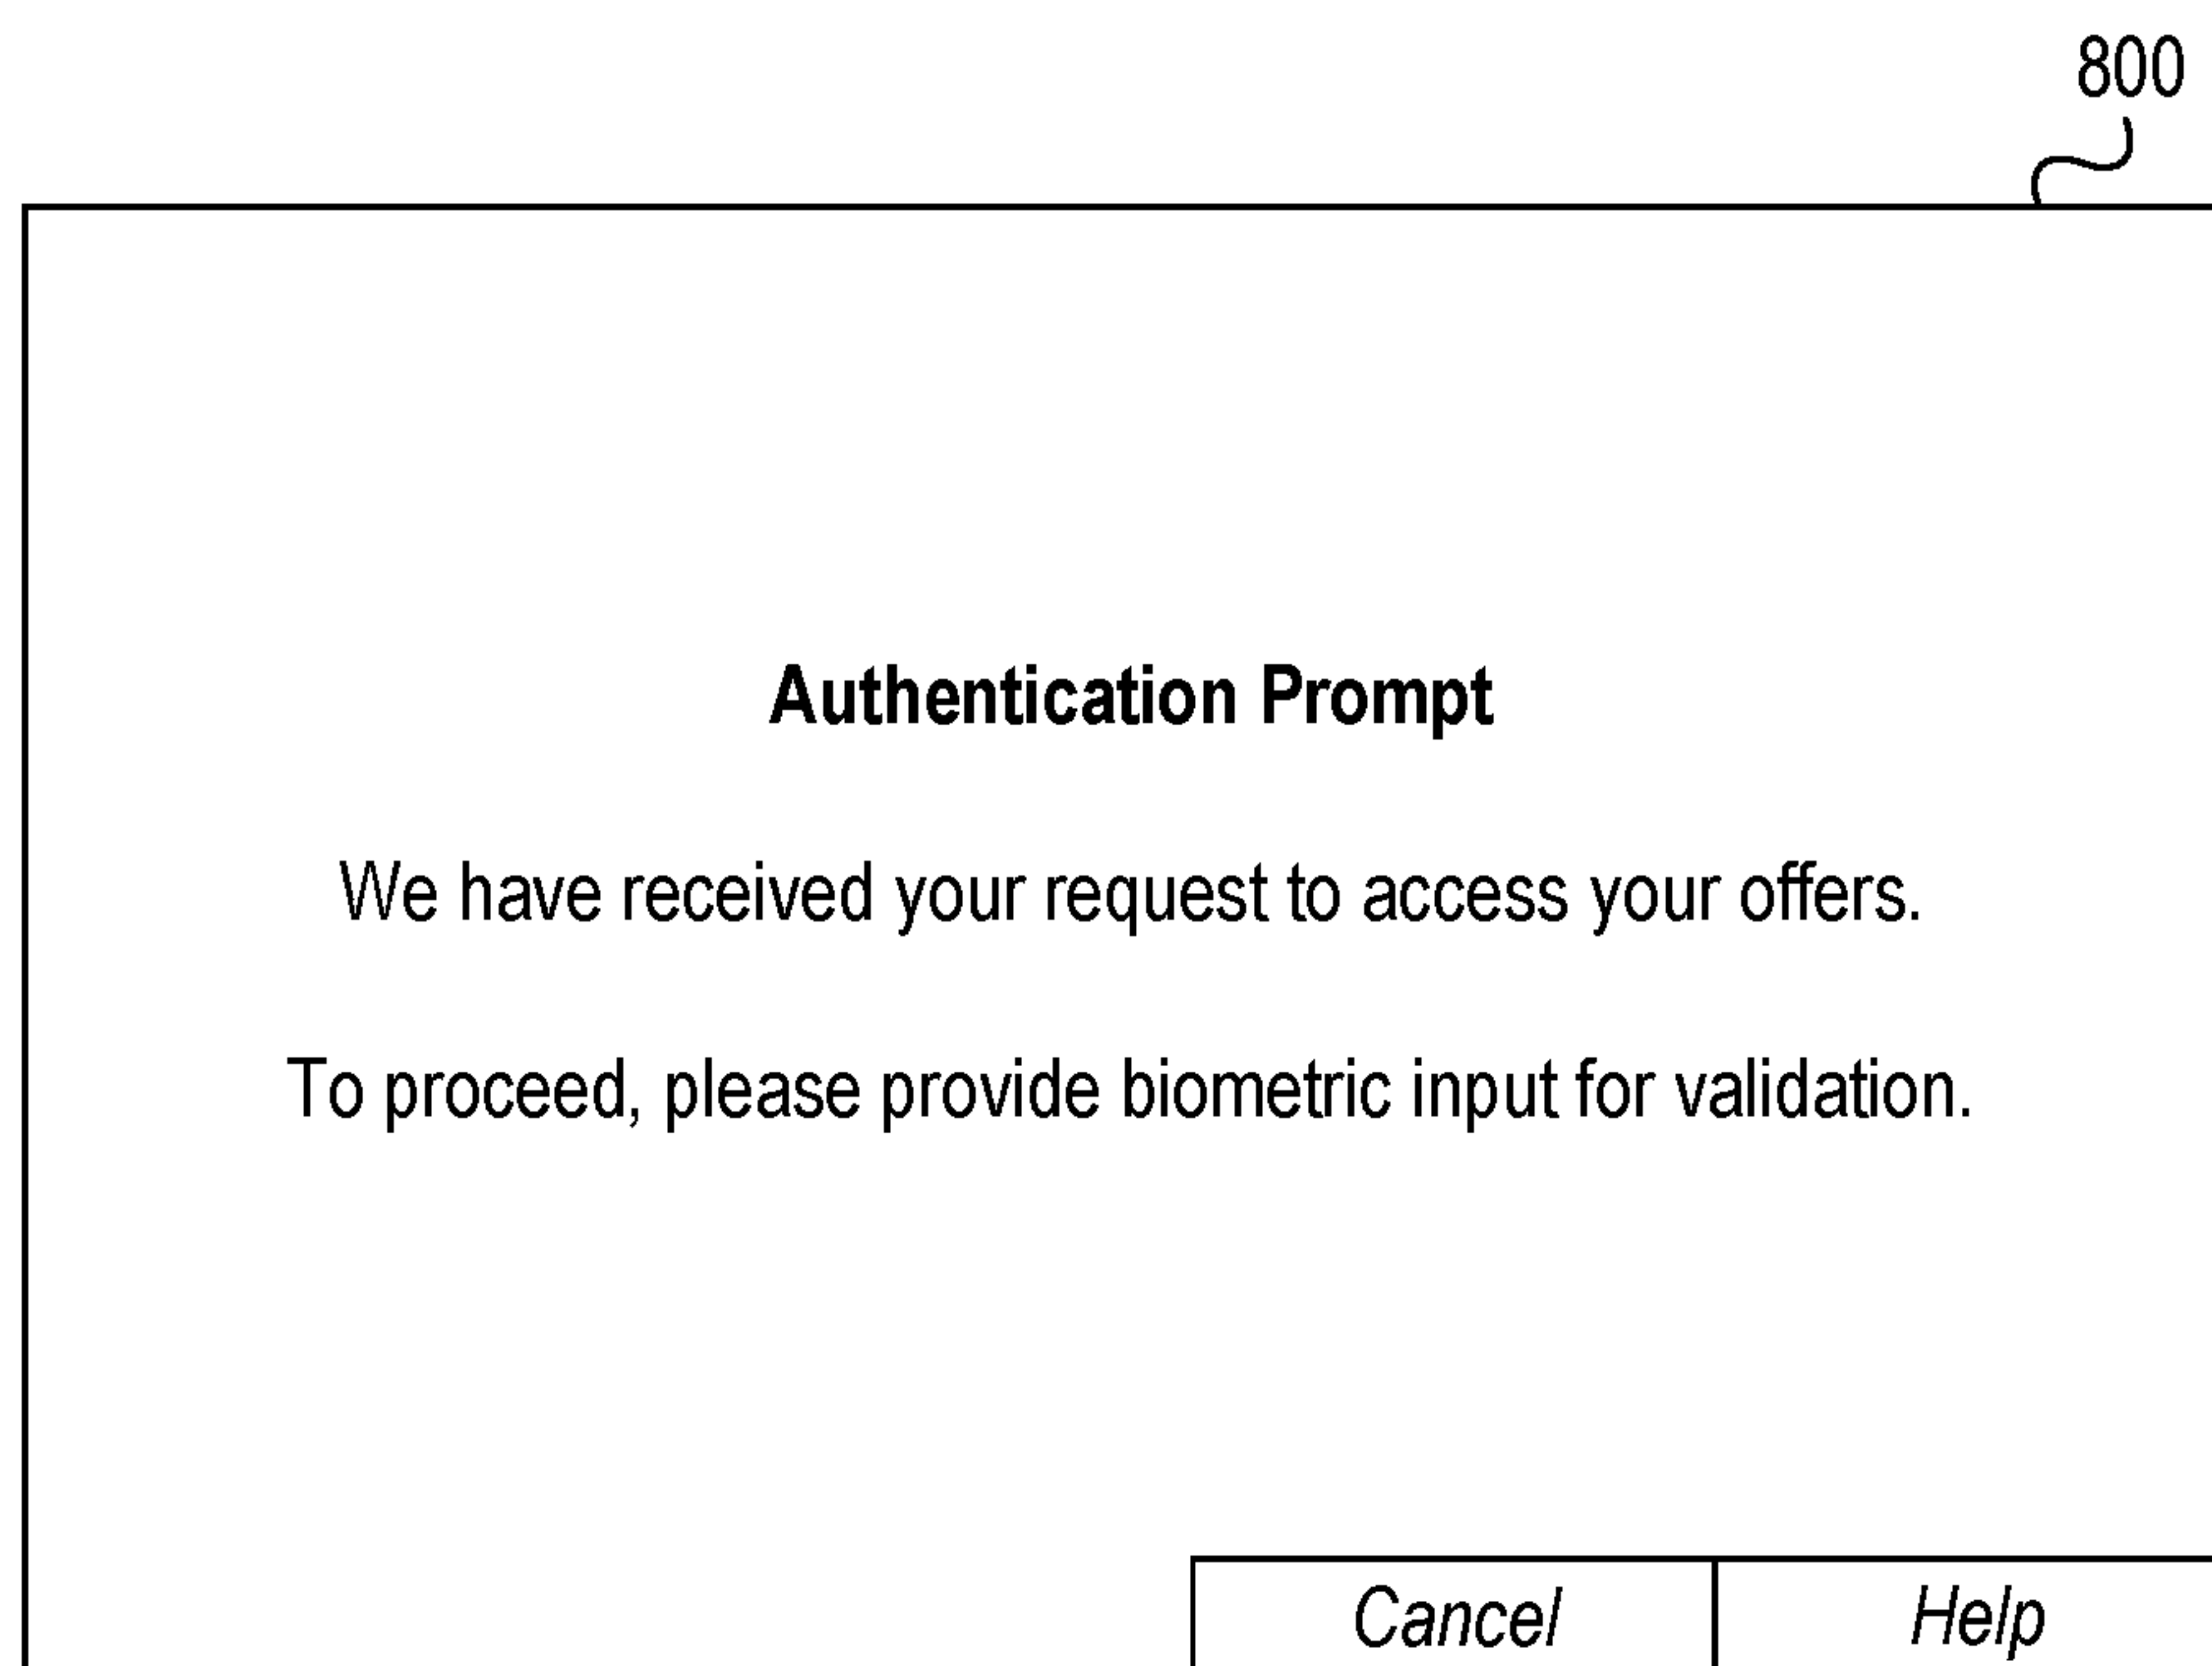 800
Authentication Prompt
We have received your request to access your offers.
To proceed, please provide biometric input for validation.
Cancel Help